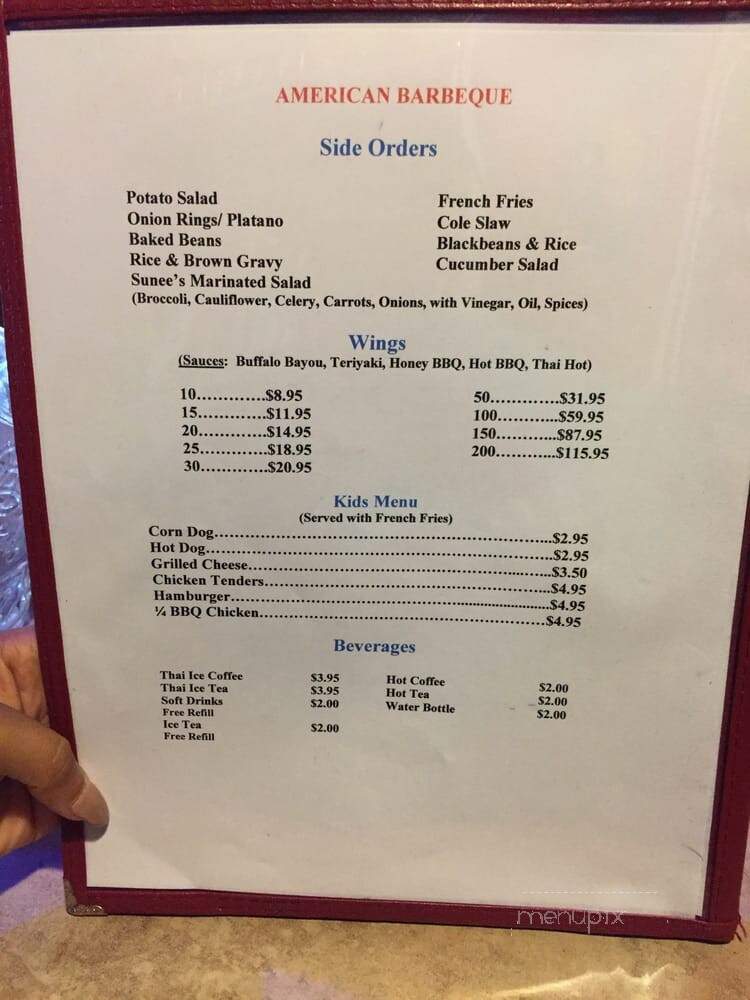 AMERICAN BARBEQUE
Side Orders
Potato Salad
Onion Rings/ Platano
Baked Beans
Rice & Brown Gravy
Sunee's Marinated Salad
(Broccoli, Cauliflower, Celery, Carrots, Onions, with Vinegar, Oil, Spices)
French Fries
Cole Slaw
Blackbeans & Rice
Cucumber Salad
Wings
(Sauces: Buffalo Bayou, Teriyaki, Honey BBQ, Hot BBQ, Thai Hot)
10.............$8.95
15.............$11.95
20.............$14.95
25.............$18.95
30.............$20.95
50.............$31.95
100............$59.95
150............$87.95
200............$115.95
Kids Menu
(Served with French Fries)
Corn Dog..............................$2.95
Hot Dog..............................$2.95
Grilled Cheese..............................$3.50
Chicken Tenders..............................$4.95
Hamburger..............................$4.95
¼ BBQ Chicken..............................$4.95
Beverages
Thai Ice Coffee $3.95
Thai Ice Tea $3.95
Soft Drinks $2.00
Free Refill
Ice Tea $2.00
Free Refill
Hot Coffee $2.00
Hot Tea $2.00
Water Bottle $2.00
menupix